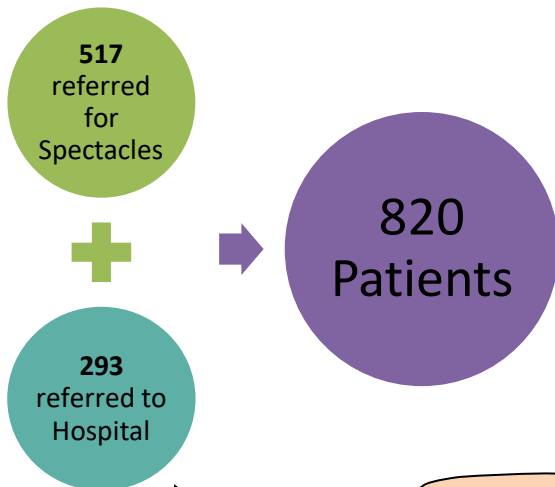 517
referred
for
Spectacles
293
referred to
Hospital
820
Patients